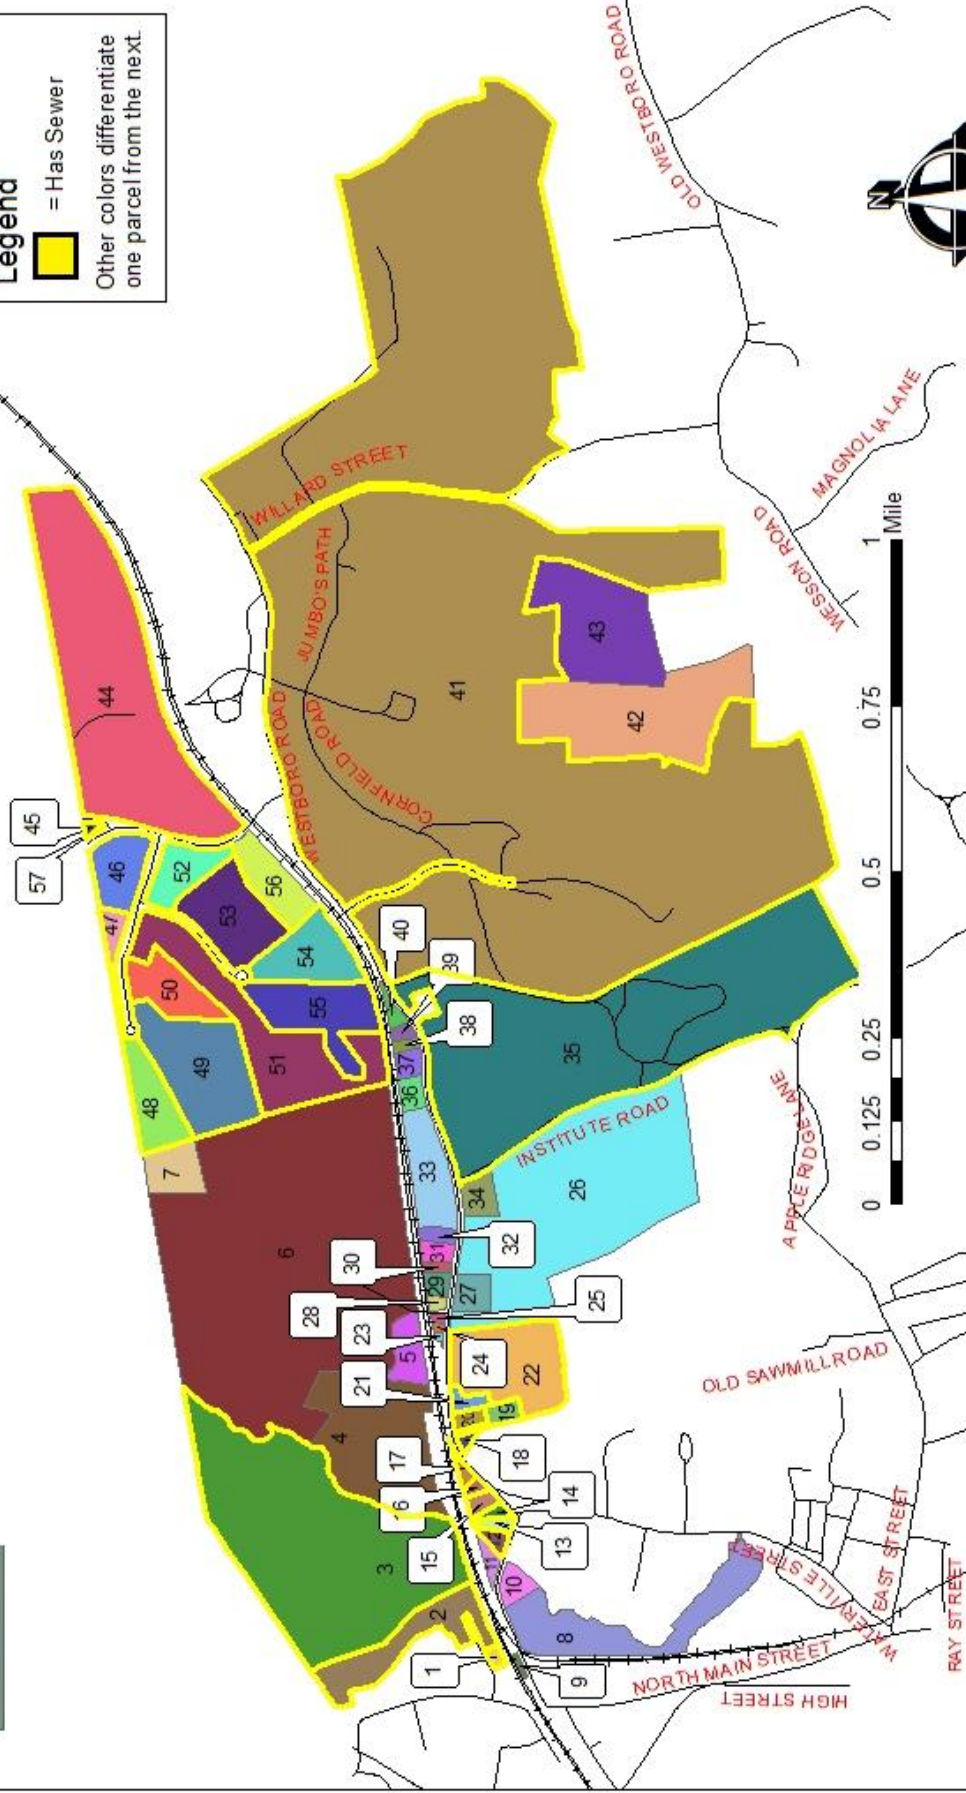 Legend
= Has Sewer
Other colors differentiate
one parcel from the next.
N
OLD WESTBORO ROAD
WILLARD STREET
JUMBO'S PATH
WESTBORO ROAD
CORNFIELD ROAD
MAGNOLIA LANE
WESSON ROAD
INSTITUTE ROAD
APPLE RIDGE LANE
OLD SAWMILL ROAD
WATERVILLE STREET
EAST STREET
RAY STREET
NORTH MAIN STREET
HIGH STREET
0 0.125 0.25 0.5 0.75 1
Mile
1
2
3
4
5
6
7
8
9
10
11
13
14
15
16
17
18
19
21
22
23
24
25
26
27
28
29
30
31
32
33
34
35
36
37
38
39
40
41
42
43
44
45
46
47
48
49
50
51
52
53
54
55
56
57